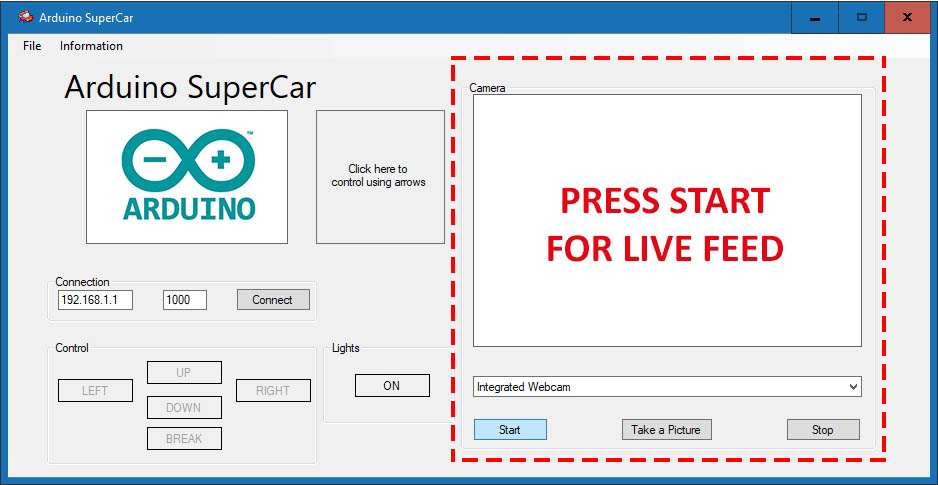 Arduino SuperCar
File Information
Arduino SuperCar
ARDUINO
TM
Click here to
control using arrows
Connection
192.168.1.1 1000 Connect
Control
UP
LEFT RIGHT
DOWN
BREAK
Lights
ON
Camera
PRESS START
FOR LIVE FEED
Integrated Webcam
Start Take a Picture Stop